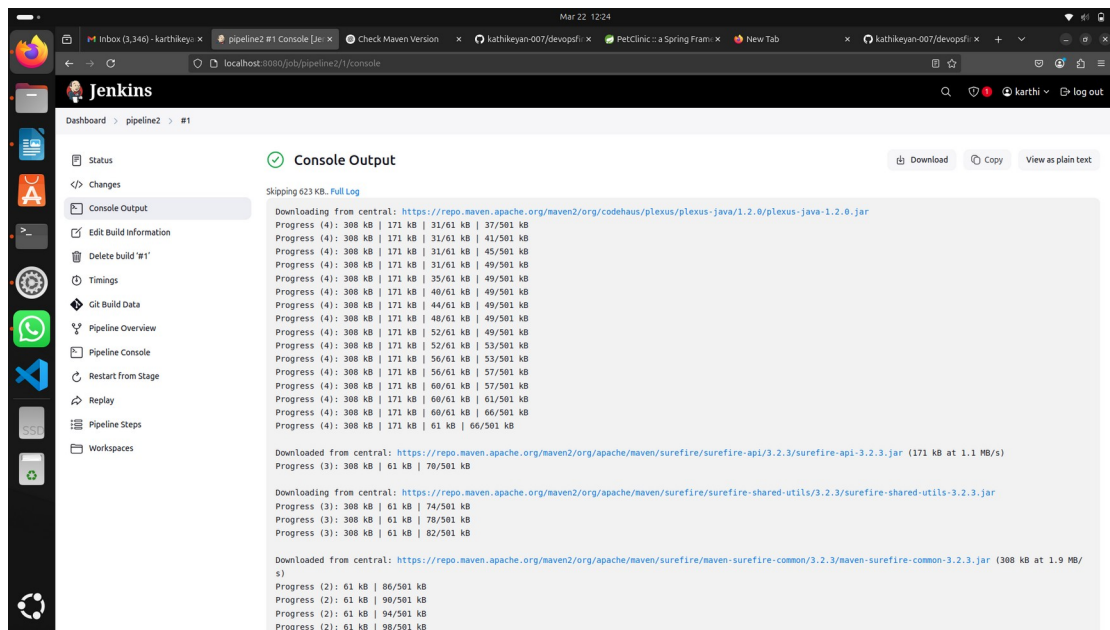 Mar 22 12:24
Inbox (3,346) - karthikeya
pipeline2 #1 Console [Jen
Check Maven Version
kathikeyan-007/devopsfi
PetClinic :: a Spring Fram
New Tab
kathikeyan-007/devopsfi
localhost:8080/job/pipeline2/1/console
Jenkins
1
karthi
log out
Dashboard > pipeline2 > #1
Status
Changes
Console Output
Edit Build Information
Delete build '#1'
Timings
Git Build Data
Pipeline Overview
Pipeline Console
Restart from Stage
Replay
Pipeline Steps
Workspaces
SSD
Console Output
Download
Copy
View as plain text
Skipping 623 KB.. Full Log
Downloading from central: https://repo.maven.apache.org/maven2/org/codehaus/plexus/plexus-java/1.2.0/plexus-java-1.2.0.jar
Progress (4): 308 kB | 171 kB | 31/61 kB | 37/501 kB
Progress (4): 308 kB | 171 kB | 31/61 kB | 41/501 kB
Progress (4): 308 kB | 171 kB | 31/61 kB | 45/501 kB
Progress (4): 308 kB | 171 kB | 31/61 kB | 49/501 kB
Progress (4): 308 kB | 171 kB | 35/61 kB | 49/501 kB
Progress (4): 308 kB | 171 kB | 40/61 kB | 49/501 kB
Progress (4): 308 kB | 171 kB | 44/61 kB | 49/501 kB
Progress (4): 308 kB | 171 kB | 48/61 kB | 49/501 kB
Progress (4): 308 kB | 171 kB | 52/61 kB | 49/501 kB
Progress (4): 308 kB | 171 kB | 52/61 kB | 53/501 kB
Progress (4): 308 kB | 171 kB | 56/61 kB | 53/501 kB
Progress (4): 308 kB | 171 kB | 56/61 kB | 57/501 kB
Progress (4): 308 kB | 171 kB | 60/61 kB | 57/501 kB
Progress (4): 308 kB | 171 kB | 60/61 kB | 61/501 kB
Progress (4): 308 kB | 171 kB | 60/61 kB | 66/501 kB
Progress (4): 308 kB | 171 kB | 61 kB | 66/501 kB
Downloaded from central: https://repo.maven.apache.org/maven2/org/apache/maven/surefire/surefire-api/3.2.3/surefire-api-3.2.3.jar (171 kB at 1.1 MB/s)
Progress (3): 308 kB | 61 kB | 70/501 kB
Downloading from central: https://repo.maven.apache.org/maven2/org/apache/maven/surefire/surefire-shared-utils/3.2.3/surefire-shared-utils-3.2.3.jar
Progress (3): 308 kB | 61 kB | 74/501 kB
Progress (3): 308 kB | 61 kB | 78/501 kB
Progress (3): 308 kB | 61 kB | 82/501 kB
Downloaded from central: https://repo.maven.apache.org/maven2/org/apache/maven/surefire/maven-surefire-common/3.2.3/maven-surefire-common-3.2.3.jar (308 kB at 1.9 MB/
s)
Progress (2): 61 kB | 86/501 kB
Progress (2): 61 kB | 90/501 kB
Progress (2): 61 kB | 94/501 kB
Progress (2): 61 kB | 98/501 kB